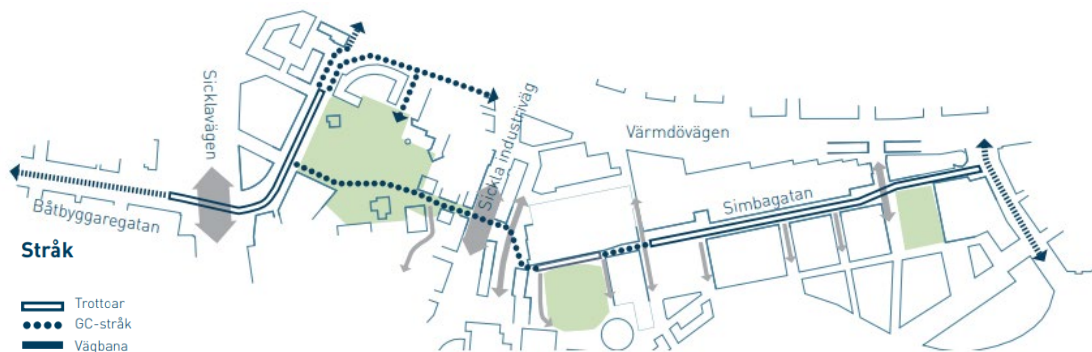 Sicklavägen
Sickla industriväg
Värmdövägen
Båtbyggaregatan
Simbagatan
Stråk
Trottoar
GC-stråk
Vägbana